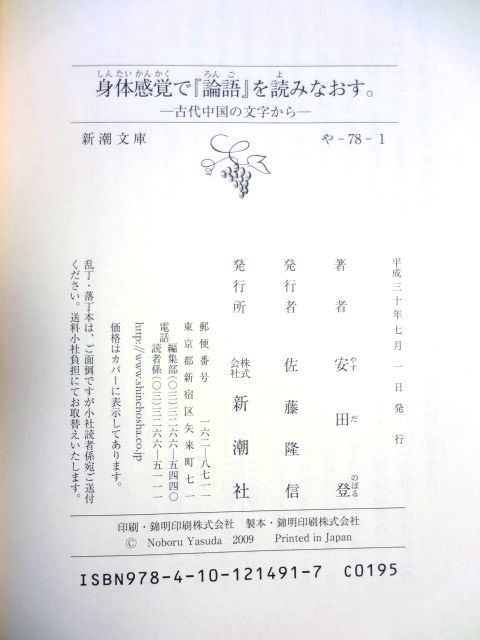 しんたいかんかく ろんご よ
身体感覚で『論語』を読みなおす。
―古代中国の文字から―
新潮文庫 や-78-1
平成三十年七月一日発行
著者 安田登
やすだ のぼる
発行者 佐藤隆信
発行所 株式会社 新潮社
郵便番号 一六二―八七一一
東京都新宿区矢来町七一
電話 編集部(〇三)三二六六―五四四〇
読者係(〇三)三二六六―五一一一
http://www.shinchosha.co.jp
価格はカバーに表示してあります。
乱丁・落丁本は、ご面倒ですが小社読者係宛ご送付
ください。送料小社負担にてお取替えいたします。
印刷・錦明印刷株式会社 製本・錦明印刷株式会社
© Noboru Yasuda 2009 Printed in Japan
ISBN978-4-10-121491-7 C0195